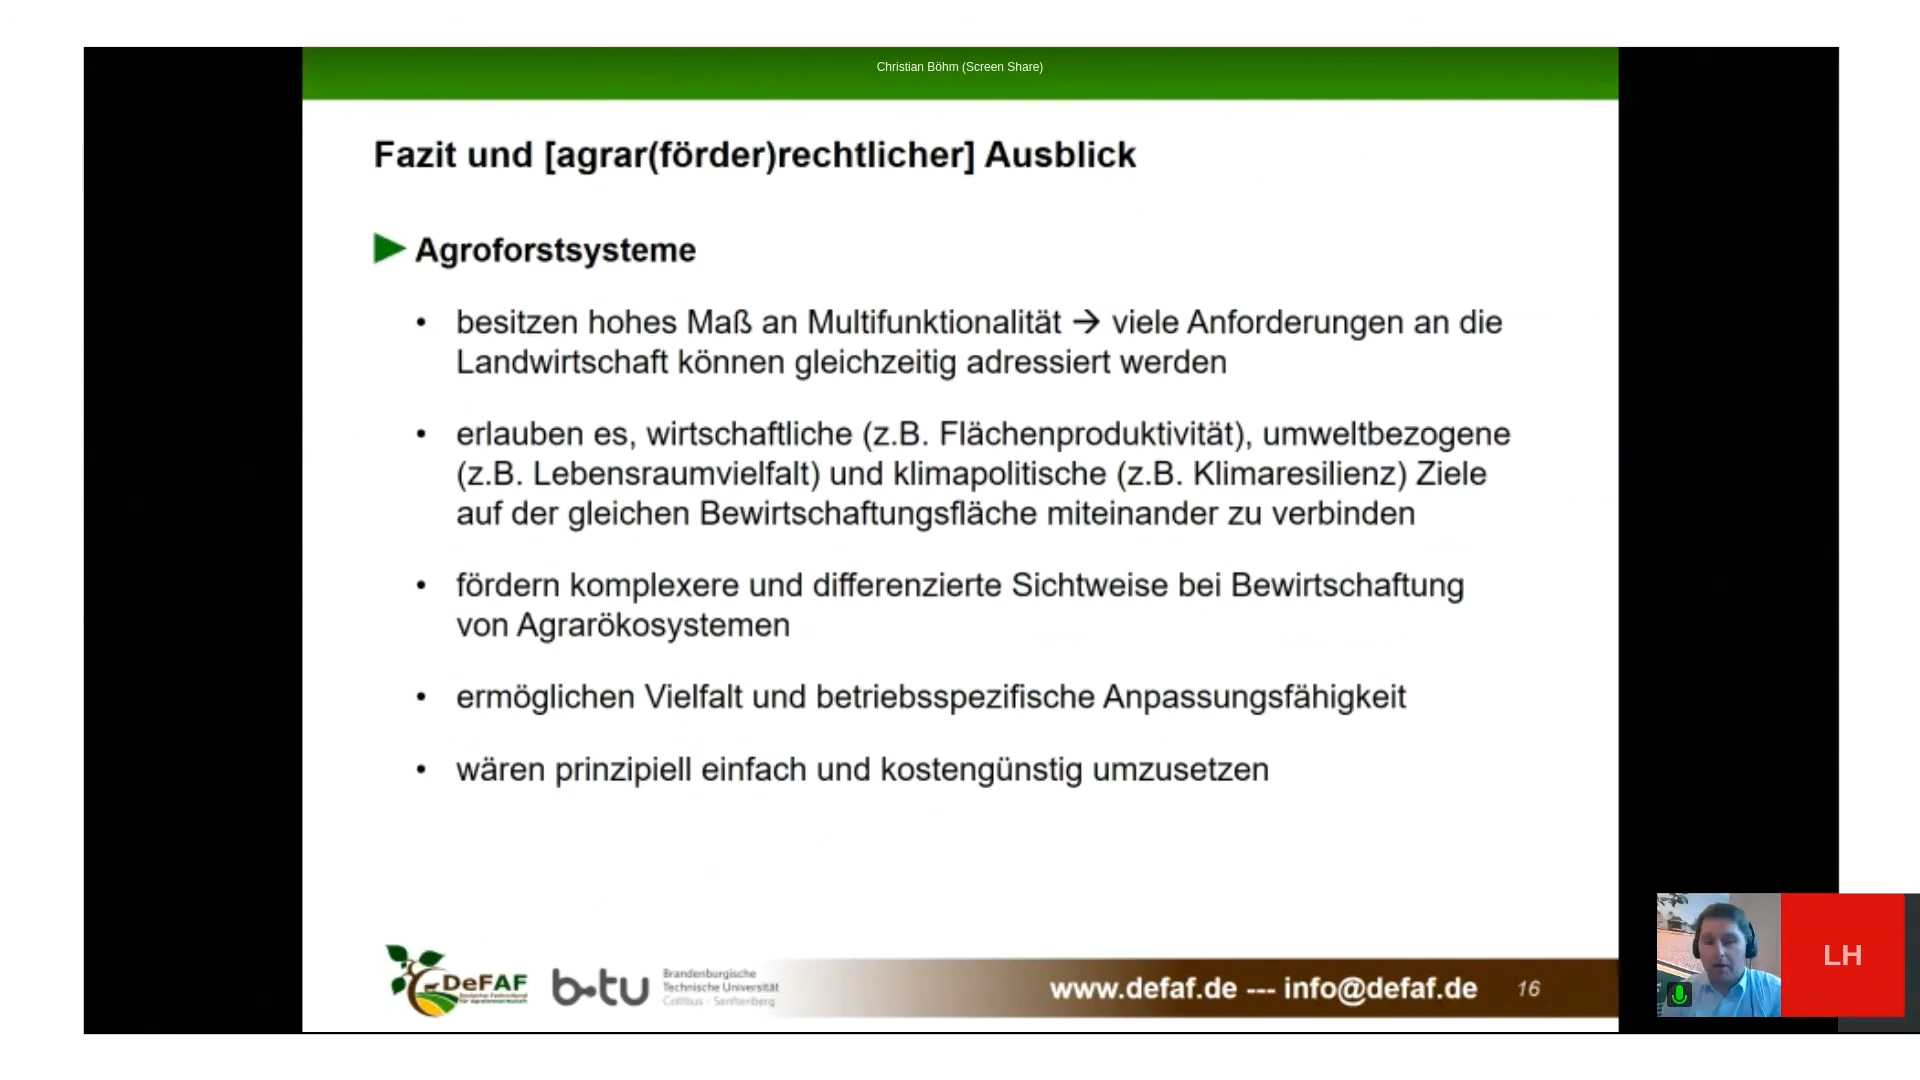 Christian Böhm (Screen Share)
Fazit und [agrar(förder)rechtlicher] Ausblick
Agroforstsysteme
• besitzen hohes Maß an Multifunktionalität → viele Anforderungen an die
Landwirtschaft können gleichzeitig adressiert werden
• erlauben es, wirtschaftliche (z.B. Flächenproduktivität), umweltbezogene
(z.B. Lebensraumvielfalt) und klimapolitische (z.B. Klimaresilienz) Ziele
auf der gleichen Bewirtschaftungsfläche miteinander zu verbinden
• fördern komplexere und differenzierte Sichtweise bei Bewirtschaftung
von Agrarökosystemen
• ermöglichen Vielfalt und betriebsspezifische Anpassungsfähigkeit
• wären prinzipiell einfach und kostengünstig umzusetzen
DeFAF
b-tu
Brandenburgische
Technische Universität
Cottbus - Senftenberg
www.defaf.de --- info@defaf.de
16
LH